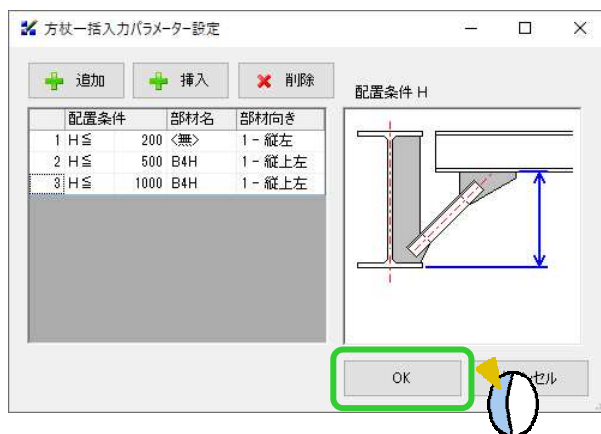 方杖一括入力パラメーター設定
追加 挿入 削除
配置条件 H
配置条件 部材名 部材向き
1 H≦ 200 <無> 1 - 縦左
2 H≦ 500 B4H 1 - 縦上左
3 H≦ 1000 B4H 1 - 縦上左
OK セル